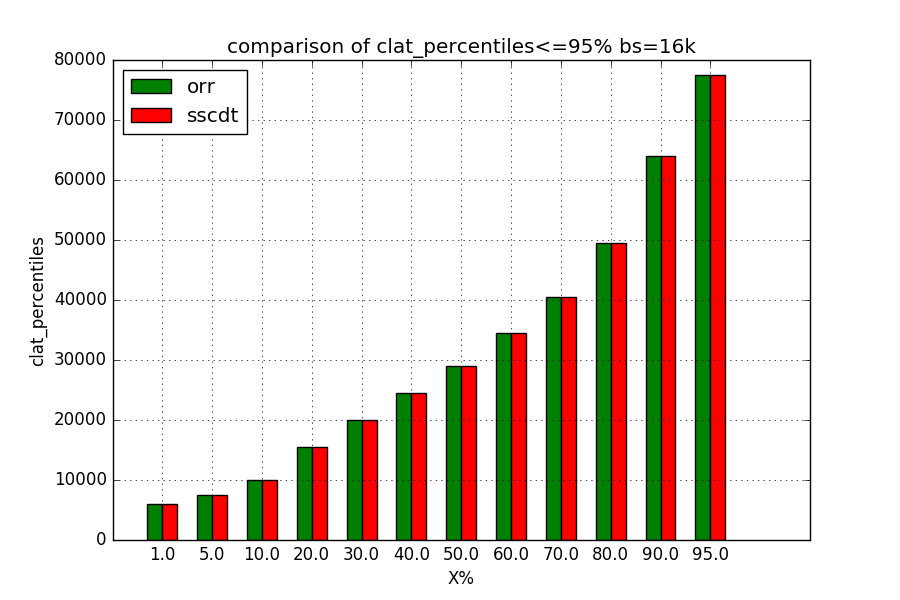 comparison of clat_percentiles<=95% bs=16k
orr
sscdt
80000
70000
60000
50000
40000
30000
20000
10000
0
clat_percentiles
1.0 5.0 10.0 20.0 30.0 40.0 50.0 60.0 70.0 80.0 90.0 95.0
X%